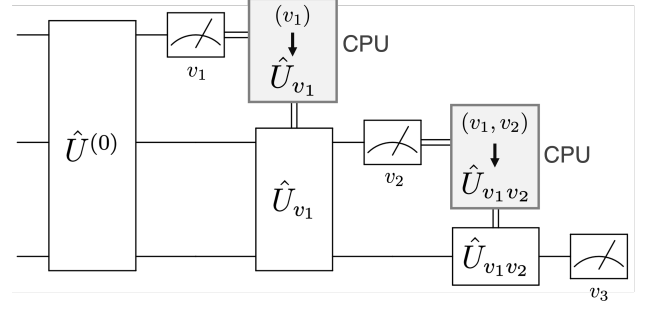 (v₁)
CPU
Û_{v₁}
v₁
Û⁽⁰⁾
(v₁, v₂)
CPU
v₂
Û_{v₁v₂}
Û_{v₁}
Û_{v₁v₂}
v₃